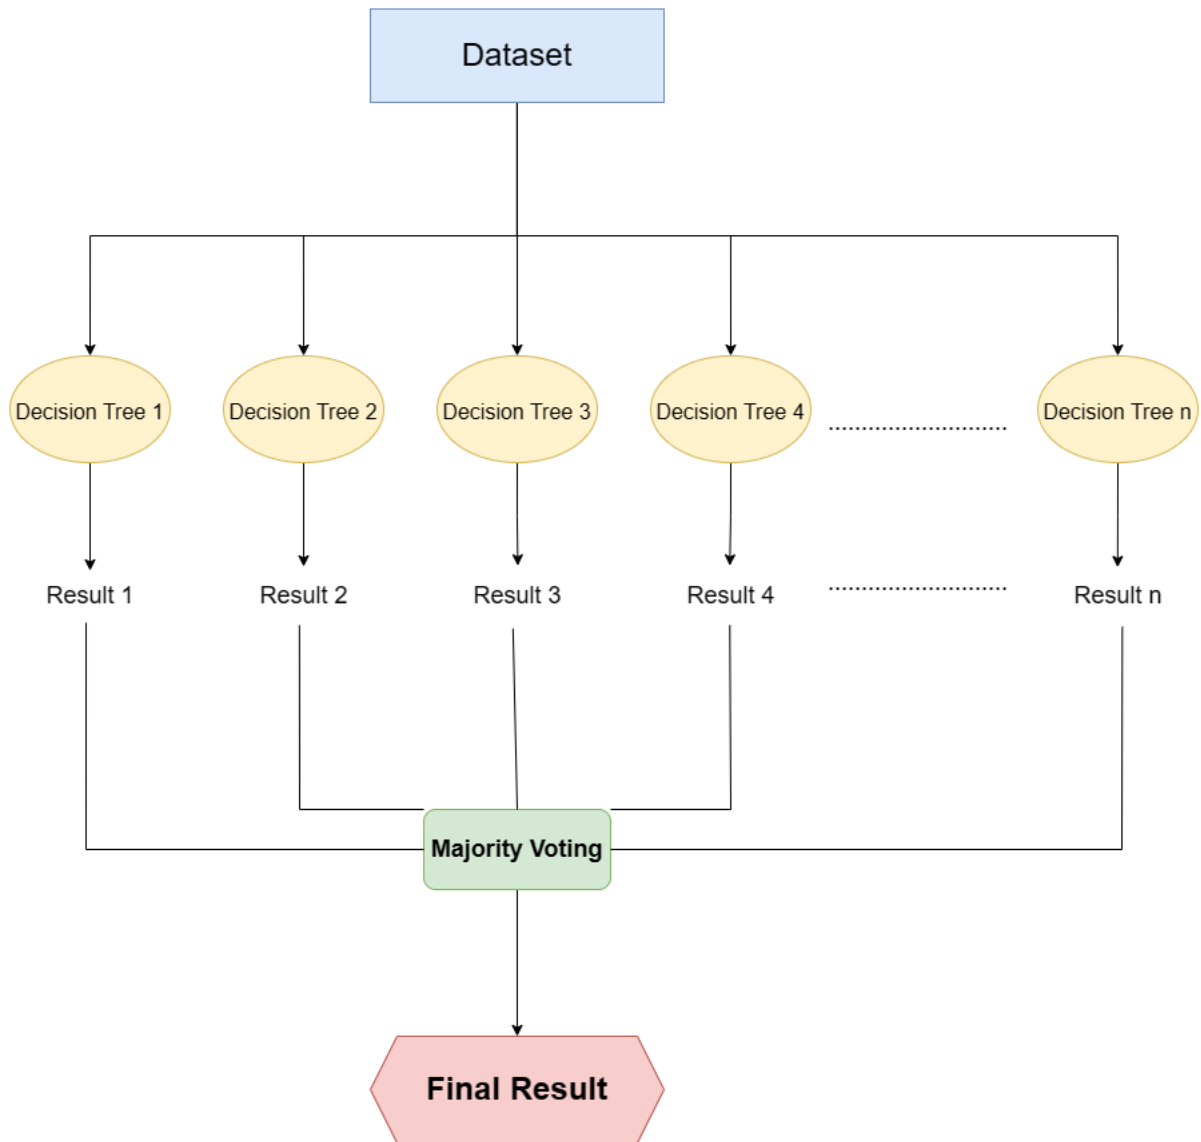 Dataset
Decision Tree 1
Decision Tree 2
Decision Tree 3
Decision Tree 4
Decision Tree n
Result 1
Result 2
Result 3
Result 4
Result n
Majority Voting
Final Result